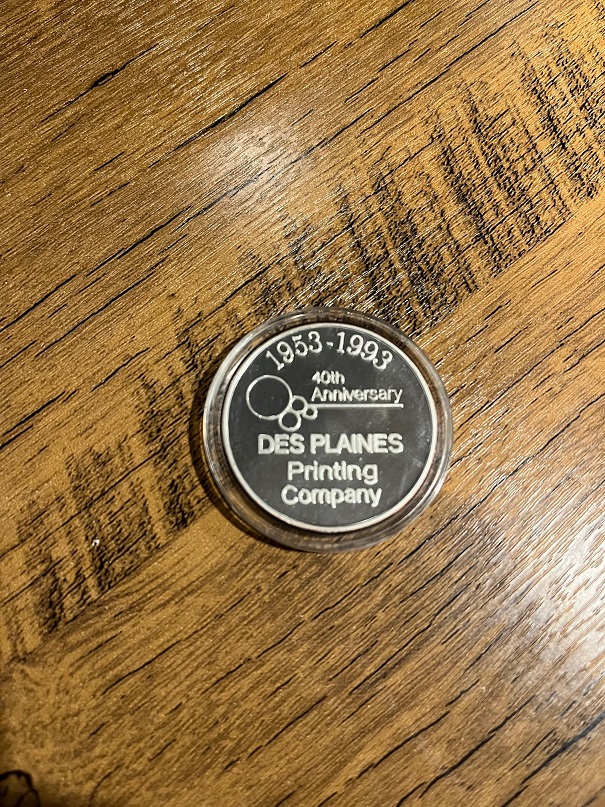 1953-1993
40th
Anniversary
DES PLAINES
Printing
Company